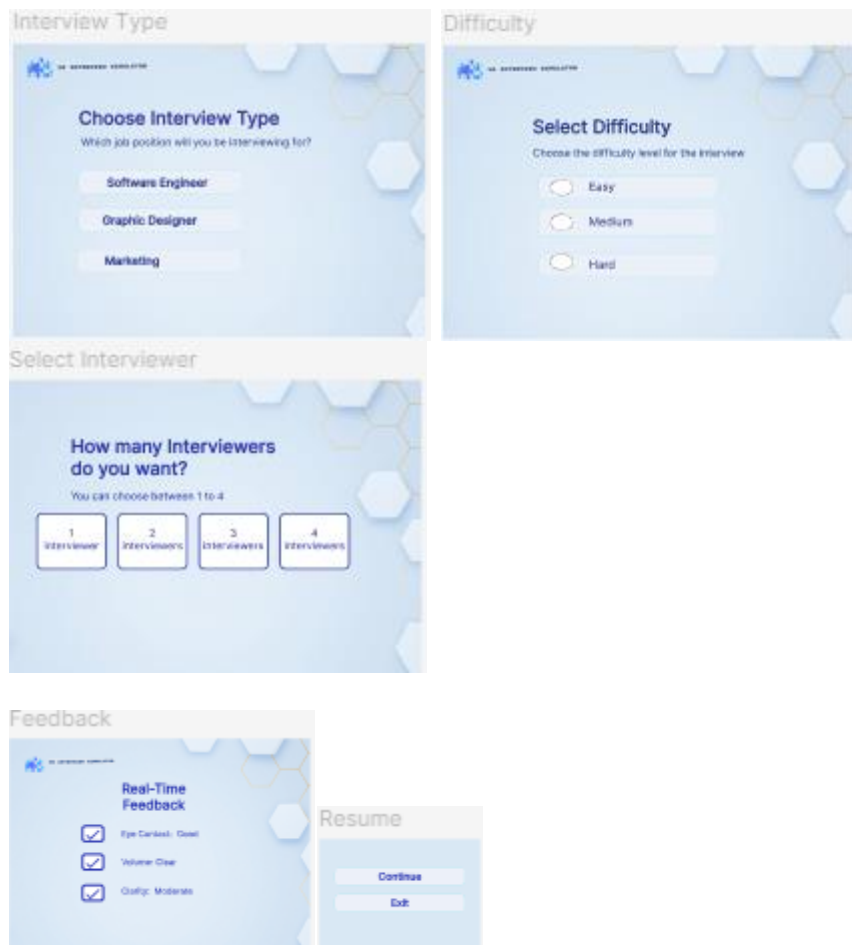 Interview Type
Choose Interview Type
Which job position will you be interviewing for?
Software Engineer
Graphic Designer
Marketing
Difficulty
Select Difficulty
Choose the difficulty level for the interview
Easy
Medium
Hard
Select Interviewer
How many Interviewers
do you want?
You can choose between 1 to 4
1
interviewer
2
interviewers
3
interviewers
4
interviewers
Feedback
Real-Time
Feedback
Eye Contact: Good
Volume: Clear
Clarity: Moderate
Resume
Continue
Exit